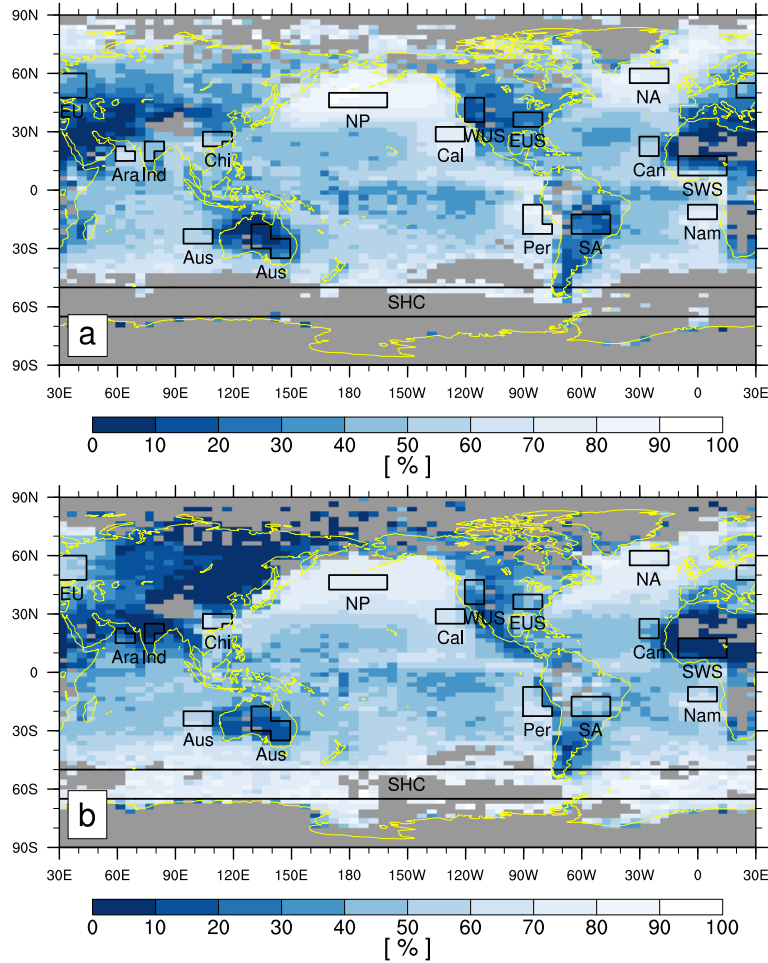 90N
60N
30N
0
30S
60S
90S
EU
Ara
Ind
Chi
NP
Cal
WUS
EUS
NA
Can
SWS
Aus
Aus
Per
SA
Nam
SHC
a
30E 60E 90E 120E 150E 180 150W 120W 90W 60W 30W 0 30E
0 10 20 30 40 50 60 70 80 90 100
[ % ]
90N
60N
30N
0
30S
60S
90S
EU
Ara
Ind
Chi
NP
Cal
WUS
EUS
NA
Can
SWS
Aus
Aus
Per
SA
Nam
SHC
b
30E 60E 90E 120E 150E 180 150W 120W 90W 60W 30W 0 30E
0 10 20 30 40 50 60 70 80 90 100
[ % ]